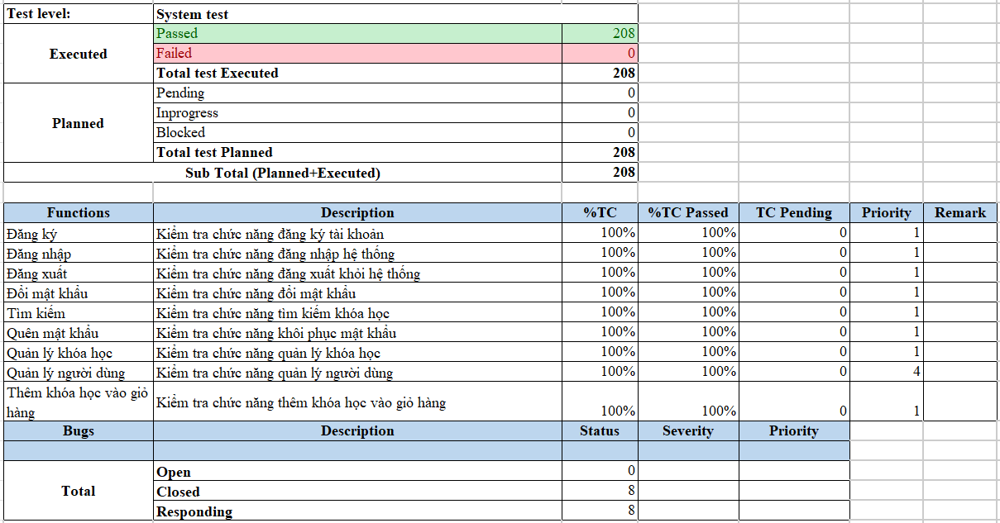 Test level: System test
Executed Passed 208
Failed 0
Total test Executed 208
Planned Pending 0
Inprogress 0
Blocked 0
Total test Planned 208
Sub Total (Planned+Executed) 208
Functions Description %TC %TC Passed TC Pending Priority Remark
Đăng ký Kiểm tra chức năng đăng ký tài khoản 100% 100% 0 1
Đăng nhập Kiểm tra chức năng đăng nhập hệ thống 100% 100% 0 1
Đăng xuất Kiểm tra chức năng đăng xuất khỏi hệ thống 100% 100% 0 1
Đổi mật khẩu Kiểm tra chức năng đổi mật khẩu 100% 100% 0 1
Tìm kiếm Kiểm tra chức năng tìm kiếm khóa học 100% 100% 0 1
Quên mật khẩu Kiểm tra chức năng khôi phục mật khẩu 100% 100% 0 1
Quản lý khóa học Kiểm tra chức năng quản lý khóa học 100% 100% 0 1
Quản lý người dùng Kiểm tra chức năng quản lý người dùng 100% 100% 0 4
Thêm khóa học vào giỏ
hàng Kiểm tra chức năng thêm khóa học vào giỏ hàng 100% 100% 0 1
Bugs Description Status Severity Priority
Total Open 0
Closed 8
Responding 8